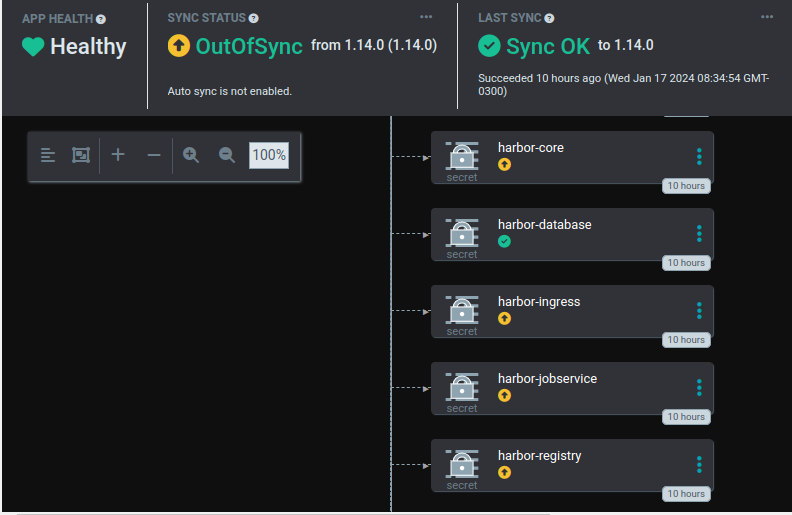 APP HEALTH ?
Healthy
SYNC STATUS ?
OutOfSync from 1.14.0 (1.14.0)
Auto sync is not enabled.
LAST SYNC ?
Sync OK to 1.14.0
Succeeded 10 hours ago (Wed Jan 17 2024 08:34:54 GMT-
0300)
100%
harbor-core
secret
10 hours
harbor-database
secret
10 hours
harbor-ingress
secret
10 hours
harbor-jobservice
secret
10 hours
harbor-registry
secret
10 hours